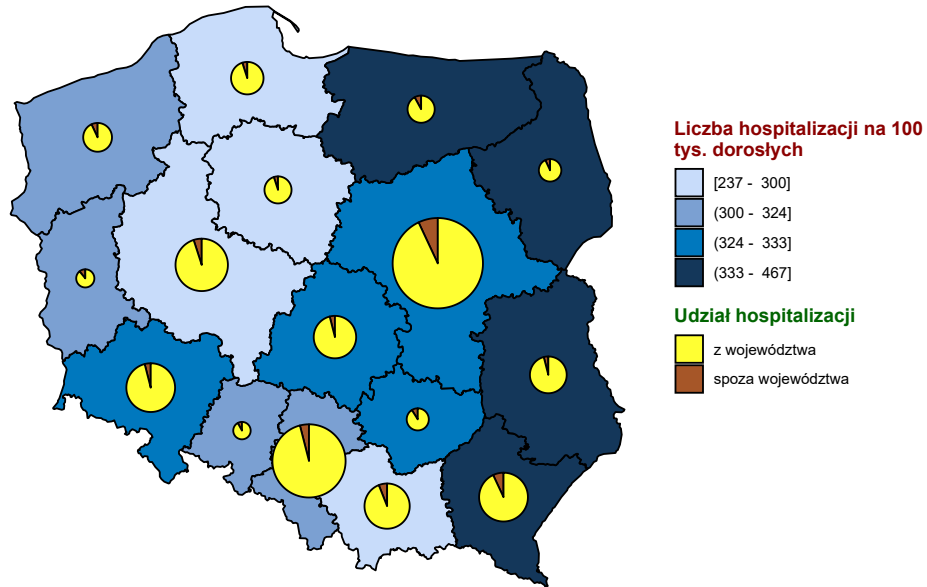 Liczba hospitalizacji na 100
tys. dorosłych
[237 - 300]
(300 - 324]
(324 - 333]
(333 - 467]
Udział hospitalizacji
z województwa
spoza województwa